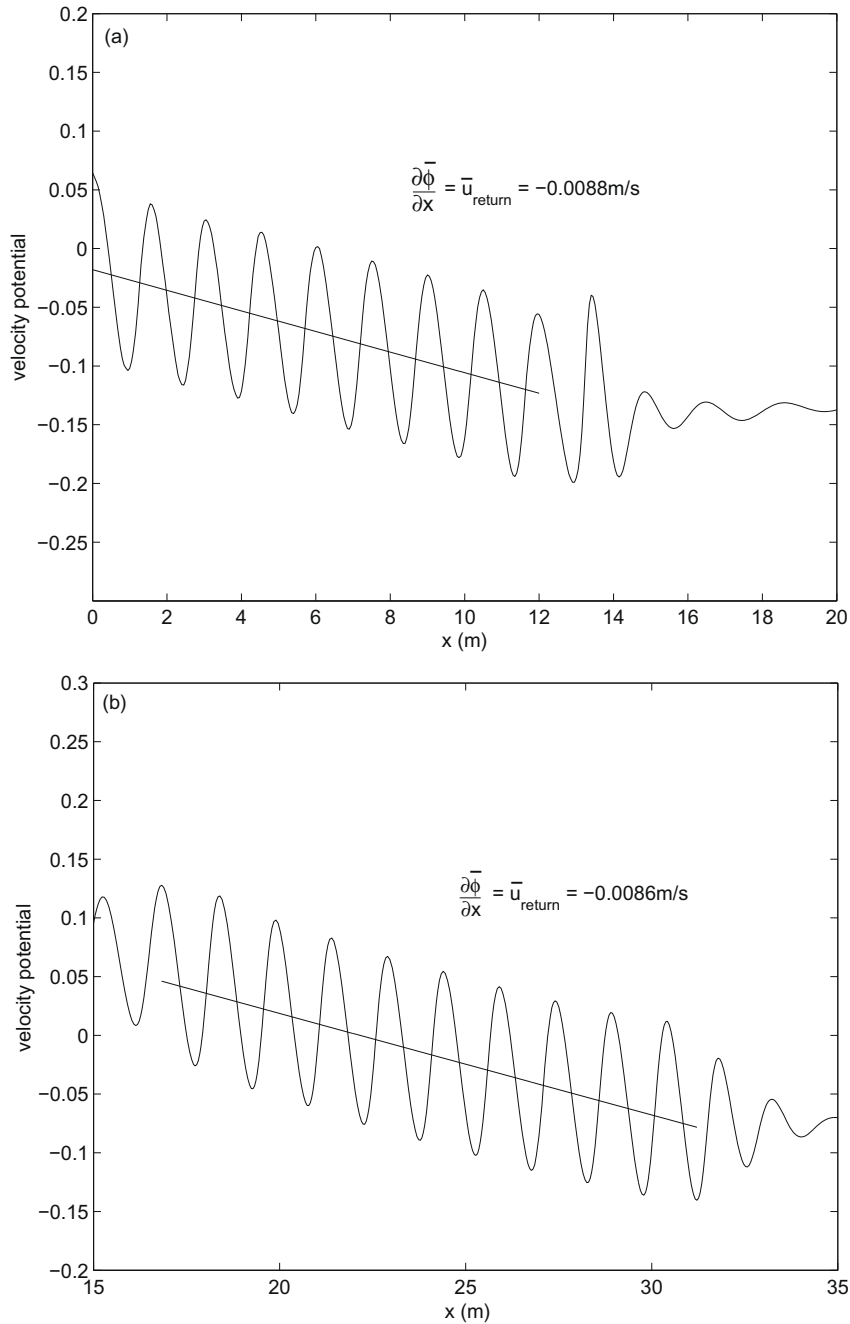 (a)
0.2
0.15
0.1
0.05
0
−0.05
−0.1
−0.15
−0.2
−0.25
velocity potential
∂ϕ̅/∂x = u̅return = −0.0088m/s
0 2 4 6 8 10 12 14 16 18 20
x (m)
(b)
0.3
0.25
0.2
0.15
0.1
0.05
0
−0.05
−0.1
−0.15
−0.2
velocity potential
∂ϕ̅/∂x = u̅return = −0.0086m/s
15 20 25 30 35
x (m)